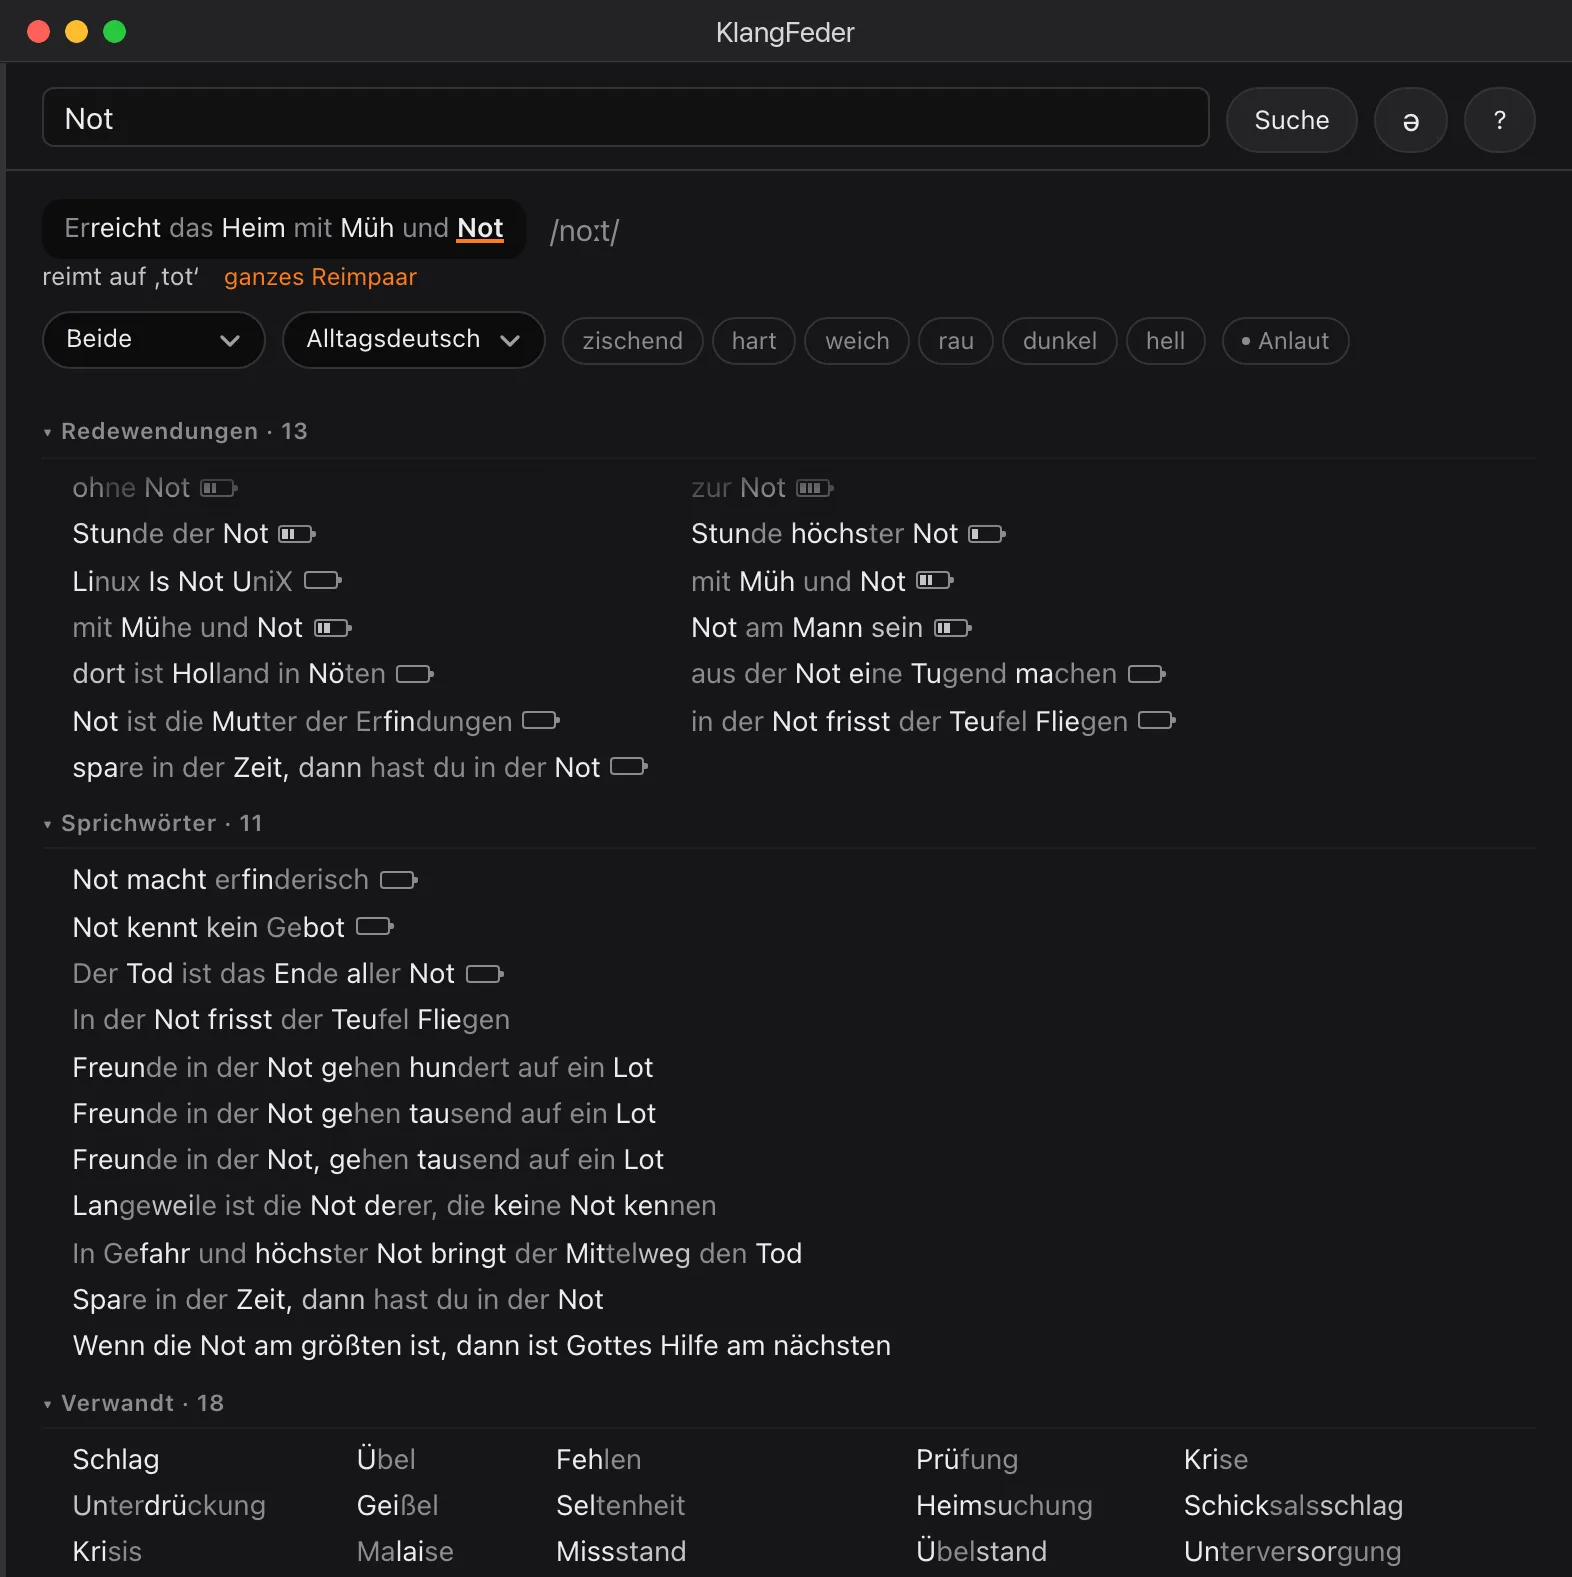 KlangFeder
Not
Suche
ə
?
Erreicht das Heim mit Müh und Not /noːt/
reimt auf ‚tot‘ ganzes Reimpaar
Beide Alltagsdeutsch zischend hart weich rau dunkel hell • Anlaut
▾ Redewendungen · 13
ohne Not zur Not
Stunde der Not Stunde höchster Not
Linux Is Not UniX mit Müh und Not
mit Mühe und Not Not am Mann sein
dort ist Holland in Nöten aus der Not eine Tugend machen
Not ist die Mutter der Erfindungen in der Not frisst der Teufel Fliegen
spare in der Zeit, dann hast du in der Not
▾ Sprichwörter · 11
Not macht erfinderisch
Not kennt kein Gebot
Der Tod ist das Ende aller Not
In der Not frisst der Teufel Fliegen
Freunde in der Not gehen hundert auf ein Lot
Freunde in der Not gehen tausend auf ein Lot
Freunde in der Not, gehen tausend auf ein Lot
Langeweile ist die Not derer, die keine Not kennen
In Gefahr und höchster Not bringt der Mittelweg den Tod
Spare in der Zeit, dann hast du in der Not
Wenn die Not am größten ist, dann ist Gottes Hilfe am nächsten
▾ Verwandt · 18
Schlag Übel Fehlen Prüfung Krise
Unterdrückung Geißel Seltenheit Heimsuchung Schicksalsschlag
Krisis Malaise Missstand Übelstand Unterversorgung